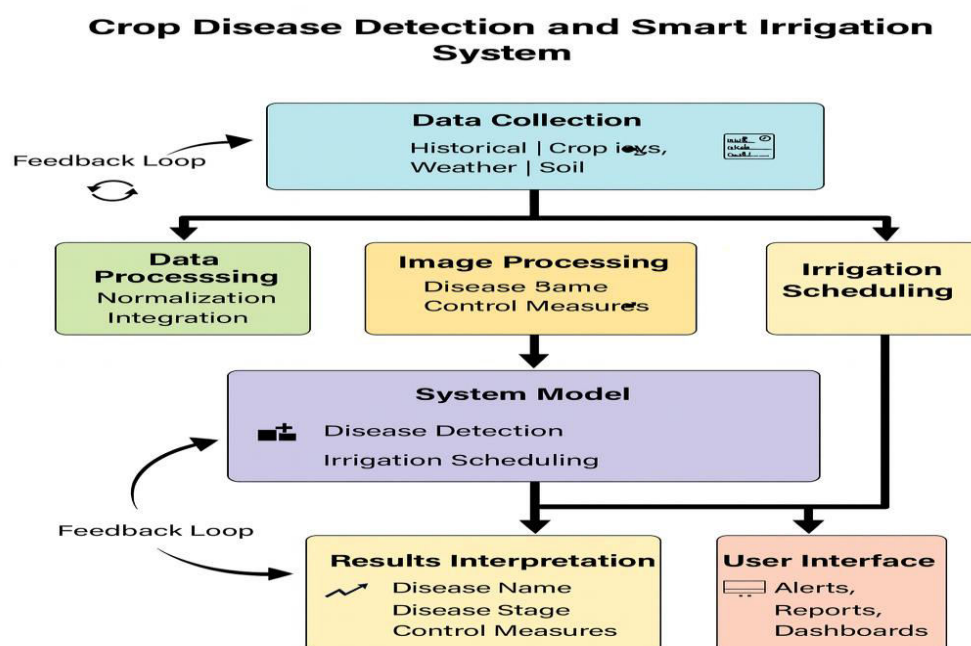 Crop Disease Detection and Smart Irrigation
System
Feedback Loop
Data Collection
Historical | Crop
Weather | Soil
Data
Processsing
Normalization
Integration
Image Processing
Disease Bame
Control Measures
Irrigation
Scheduling
System Model
Disease Detection
Irrigation Scheduling
Feedback Loop
Results Interpretation
Disease Name
Disease Stage
Control Measures
User Interface
Alerts,
Reports,
Dashboards